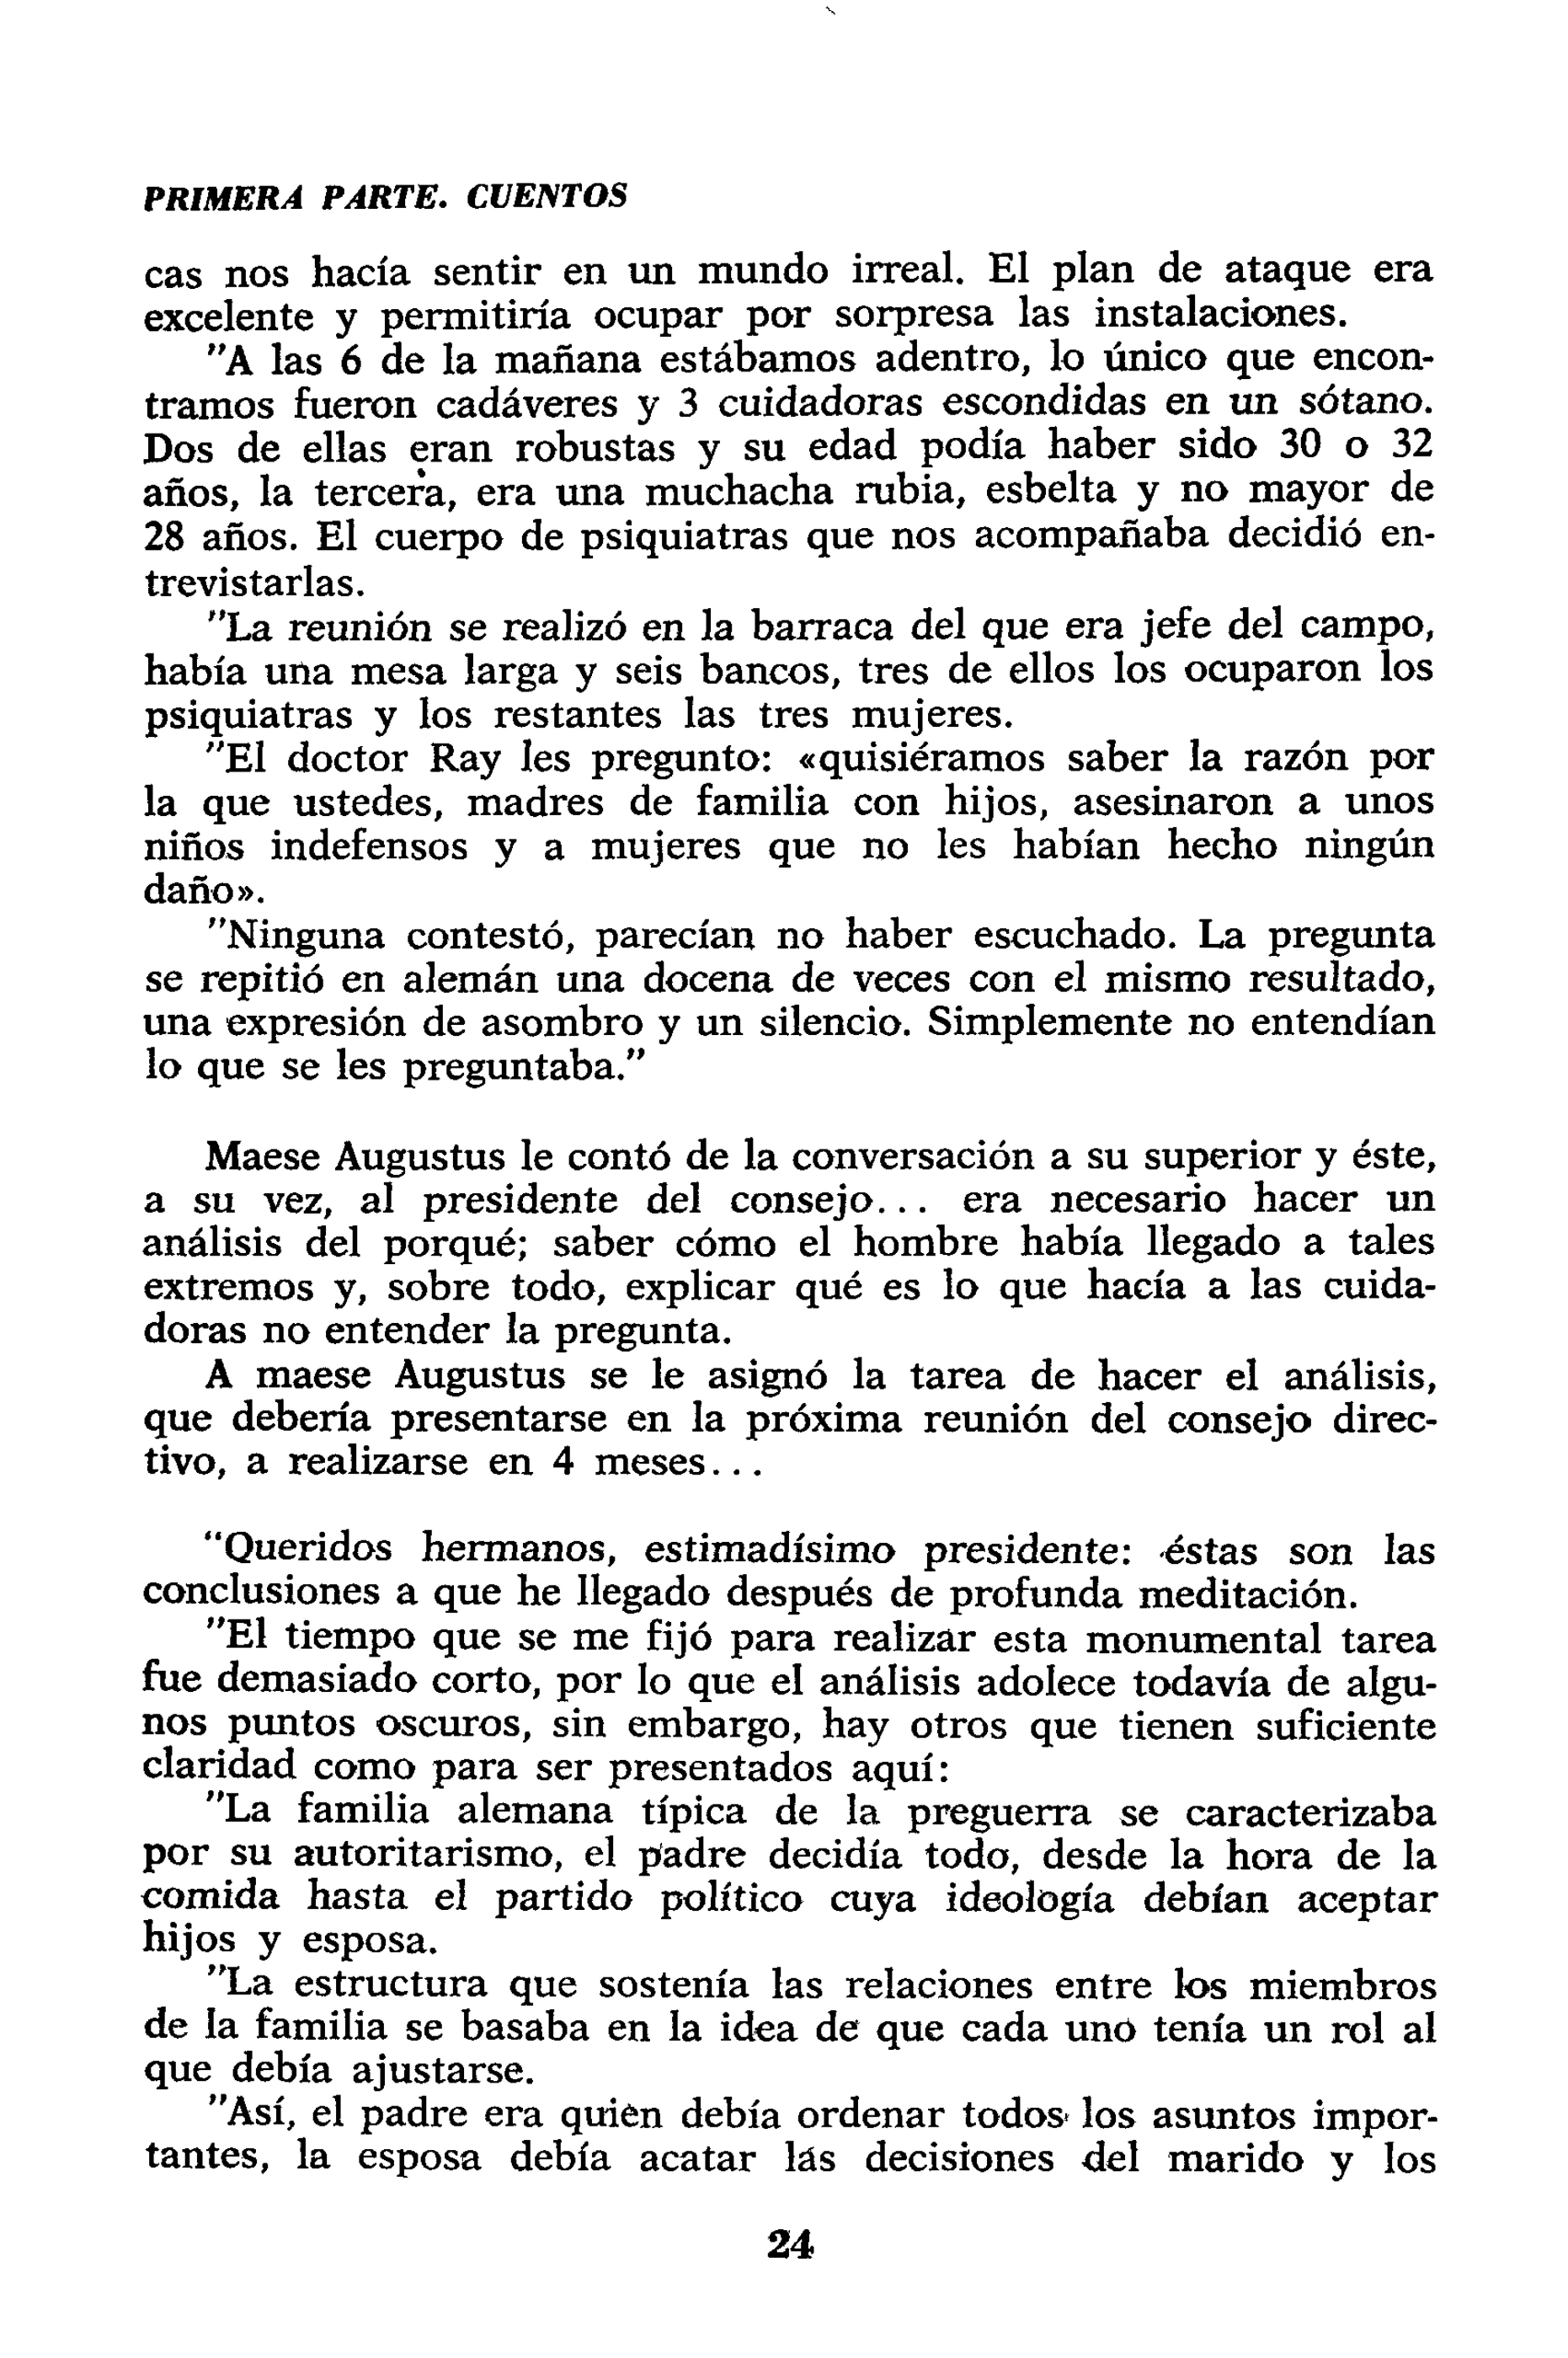 PRIMERA PARTE. CUENTOS
cas nos hacía sentir en un mundo irreal. El plan de ataque era
excelente y permitiría ocupar por sorpresa las instalaciones.
"A las 6 de la mañana estábamos adentro, lo único que encon-
tramos fueron cadáveres y 3 cuidadoras escondidas en un sótano.
Dos de ellas eran robustas y su edad podía haber sido 30 o 32
años, la tercera, era una muchacha rubia, esbelta y no mayor de
28 años. El cuerpo de psiquiatras que nos acompañaba decidió en-
trevistarlas.
"La reunión se realizó en la barraca del que era jefe del campo,
había una mesa larga y seis bancos, tres de ellos los ocuparon los
psiquiatras y los restantes las tres mujeres.
"El doctor Ray les pregunto: «quisiéramos saber la razón por
la que ustedes, madres de familia con hijos, asesinaron a unos
niños indefensos y a mujeres que no les habían hecho ningún
daño».
"Ninguna contestó, parecían no haber escuchado. La pregunta
se repitió en alemán una docena de veces con el mismo resultado,
una expresión de asombro y un silencio. Simplemente no entendían
lo que se les preguntaba."
Maese Augustus le contó de la conversación a su superior y éste,
a su vez, al presidente del consejo... era necesario hacer un
análisis del porqué; saber cómo el hombre había llegado a tales
extremos y, sobre todo, explicar qué es lo que hacía a las cuida-
doras no entender la pregunta.
A maese Augustus se le asignó la tarea de hacer el análisis,
que debería presentarse en la próxima reunión del consejo direc-
tivo, a realizarse en 4 meses...
"Queridos hermanos, estimadísimo presidente: éstas son las
conclusiones a que he llegado después de profunda meditación.
"El tiempo que se me fijó para realizar esta monumental tarea
fue demasiado corto, por lo que el análisis adolece todavía de algu-
nos puntos oscuros, sin embargo, hay otros que tienen suficiente
claridad como para ser presentados aquí:
"La familia alemana típica de la preguerra se caracterizaba
por su autoritarismo, el padre decidía todo, desde la hora de la
comida hasta el partido político cuya ideología debían aceptar
hijos y esposa.
"La estructura que sostenía las relaciones entre los miembros
de la familia se basaba en la idea de que cada uno tenía un rol al
que debía ajustarse.
"Así, el padre era quién debía ordenar todos los asuntos impor-
tantes, la esposa debía acatar las decisiones del marido y los
24